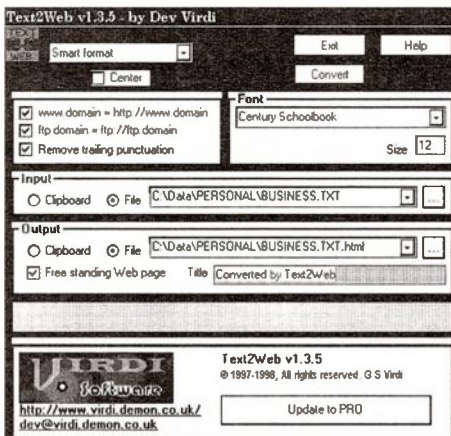 Text2Web v1.3.5 - by Dev Virdi
TEXT
2
WEB
Smart format
Exit
Help
Center
Convert
www domain = http://www domain
ftp domain = ftp://ftp domain
Remove trailing punctuation
Font
Century Schoolbook
Size 12
Input
Clipboard File C:\Data\PERSONAL\BUSINESS.TXT ...
Output
Clipboard File C:\Data\PERSONAL\BUSINESS.TXT.html ...
Free standing Web page Title Converted by Text2Web
VIRDI
Software
http://www.virdi.demon.co.uk/
dev@virdi.demon.co.uk
Text2Web v1.3.5
© 1997-1998, All rights reserved. G S Virdi
Update to PRO